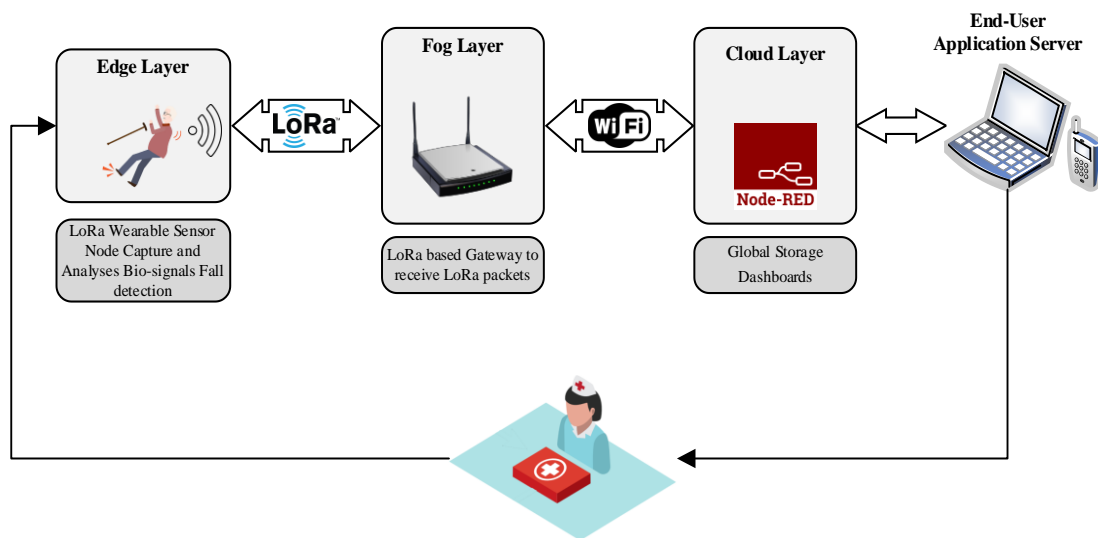 Edge Layer
LoRa Wearable Sensor
Node Capture and
Analyses Bio-signals Fall
detection
LoRa™
Fog Layer
LoRa based Gateway to
receive LoRa packets
Wi Fi
Cloud Layer
Node-RED
Global Storage
Dashboards
End-User
Application Server